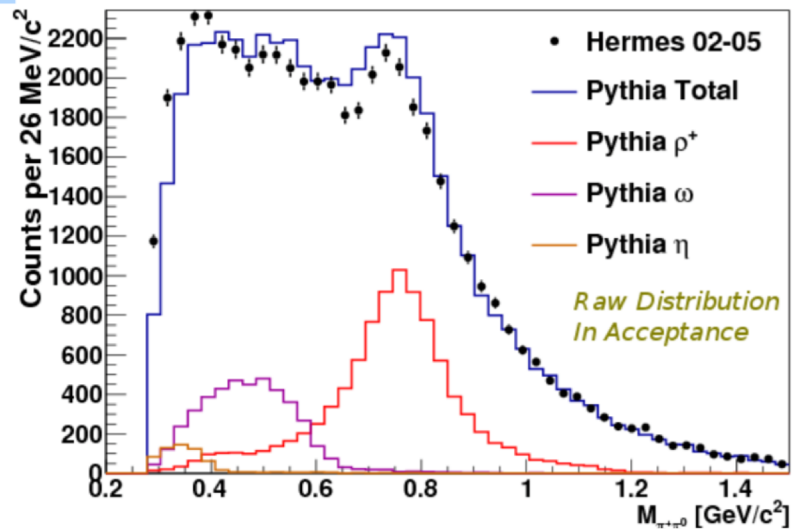 Counts per 26 MeV/c²
2200
2000
1800
1600
1400
1200
1000
800
600
400
200
0
0.2 0.4 0.6 0.8 1 1.2 1.4
M_π⁺π⁰ [GeV/c²]
Hermes 02-05
Pythia Total
Pythia ρ⁺
Pythia ω
Pythia η
Raw Distribution
In Acceptance